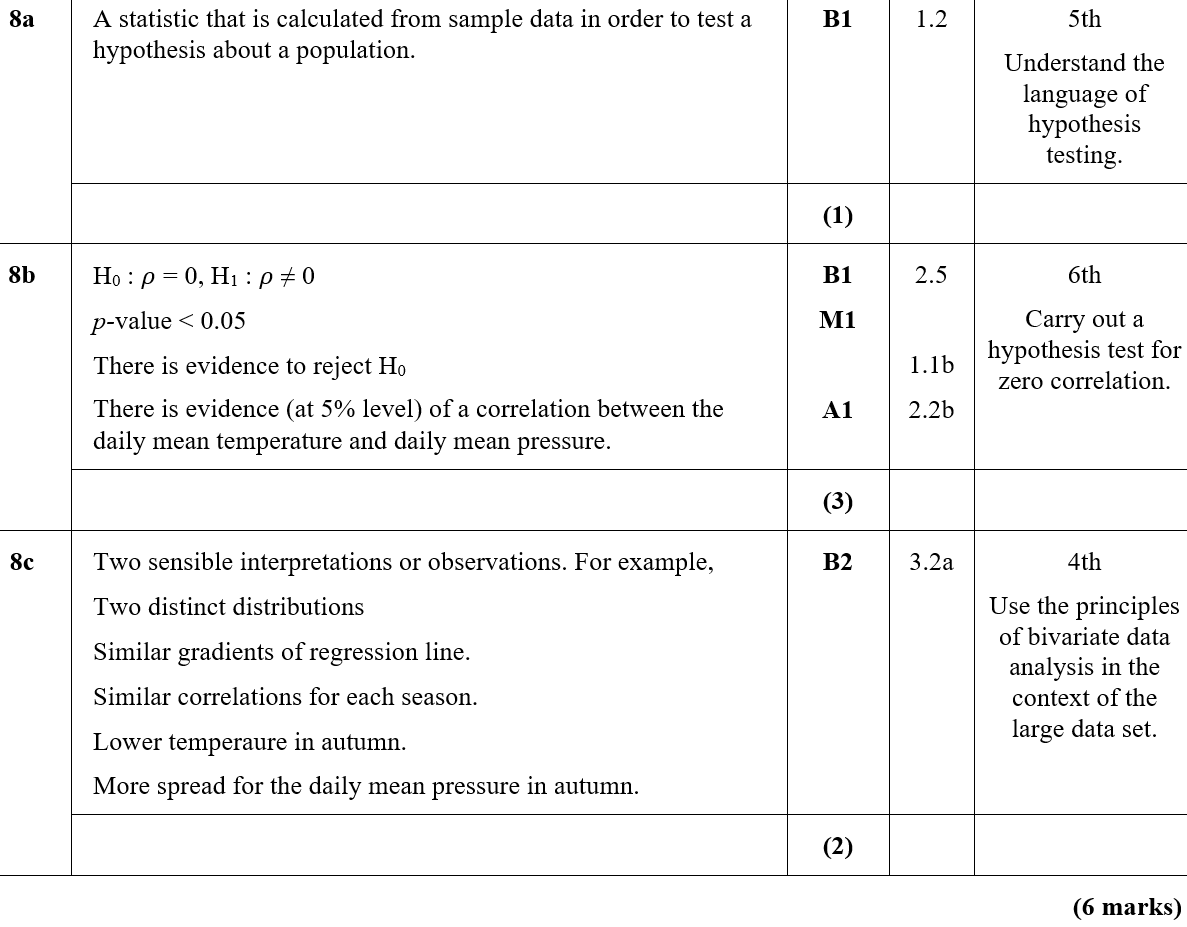 8a
A statistic that is calculated from sample data in order to test a
hypothesis about a population.
B1
1.2
5th
Understand the
language of
hypothesis
testing.
(1)
8b
H₀ : ρ = 0, H₁ : ρ ≠ 0
B1
2.5
6th
p-value < 0.05
M1
Carry out a
hypothesis test for
zero correlation.
There is evidence to reject H₀
1.1b
There is evidence (at 5% level) of a correlation between the
daily mean temperature and daily mean pressure.
A1
2.2b
(3)
8c
Two sensible interpretations or observations. For example,
B2
3.2a
4th
Two distinct distributions
Similar gradients of regression line.
Similar correlations for each season.
Lower temperaure in autumn.
More spread for the daily mean pressure in autumn.
Use the principles
of bivariate data
analysis in the
context of the
large data set.
(2)
(6 marks)